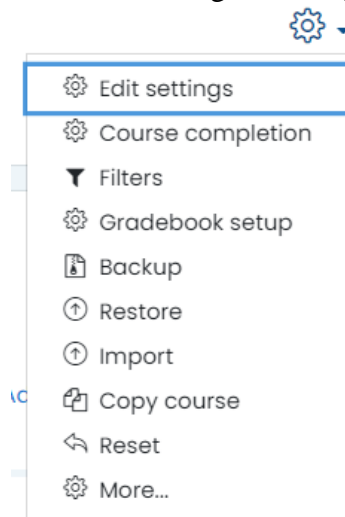 Edit settings
Course completion
Filters
Gradebook setup
Backup
Restore
Import
Copy course
Reset
More...